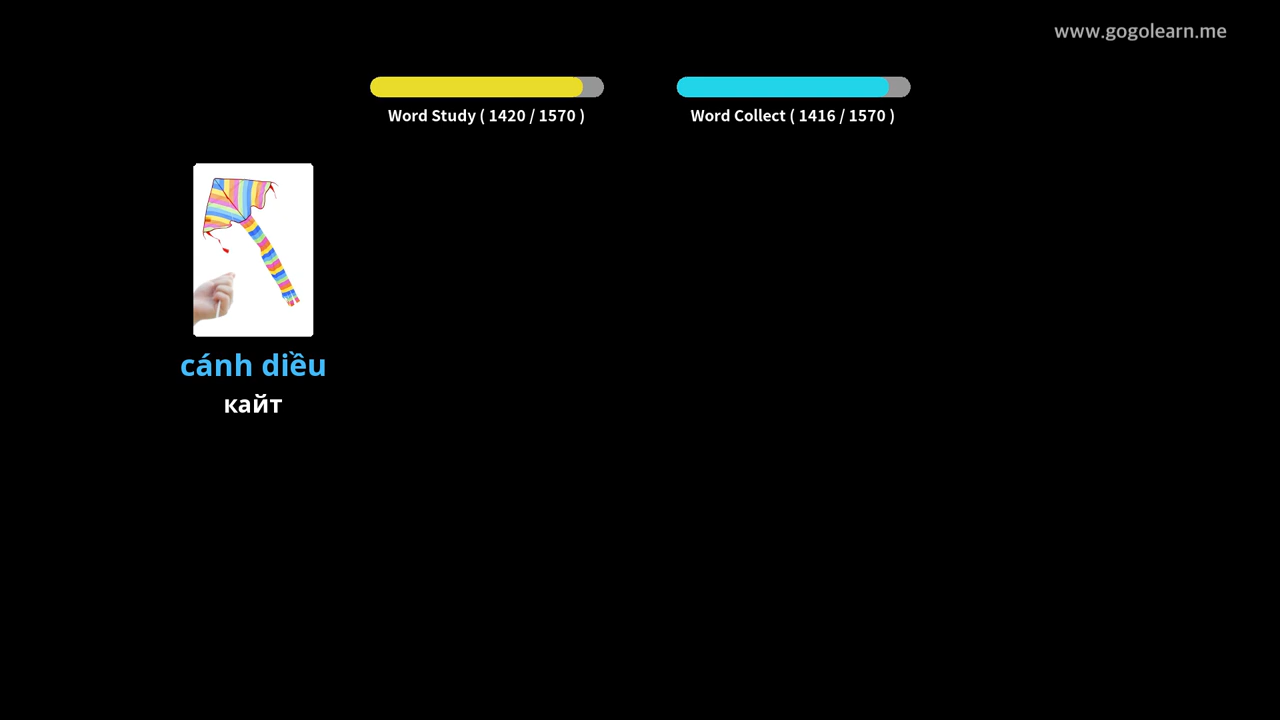 www.gogolearn.me
Word Study ( 1420 / 1570 )
Word Collect ( 1416 / 1570 )
cánh diều
кайт